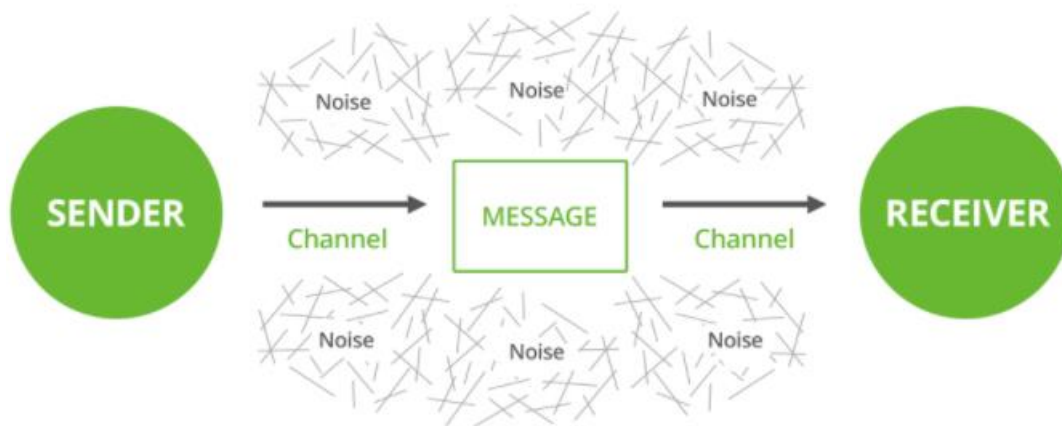 Noise
Noise
Noise
SENDER
Channel
MESSAGE
Channel
RECEIVER
Noise
Noise
Noise